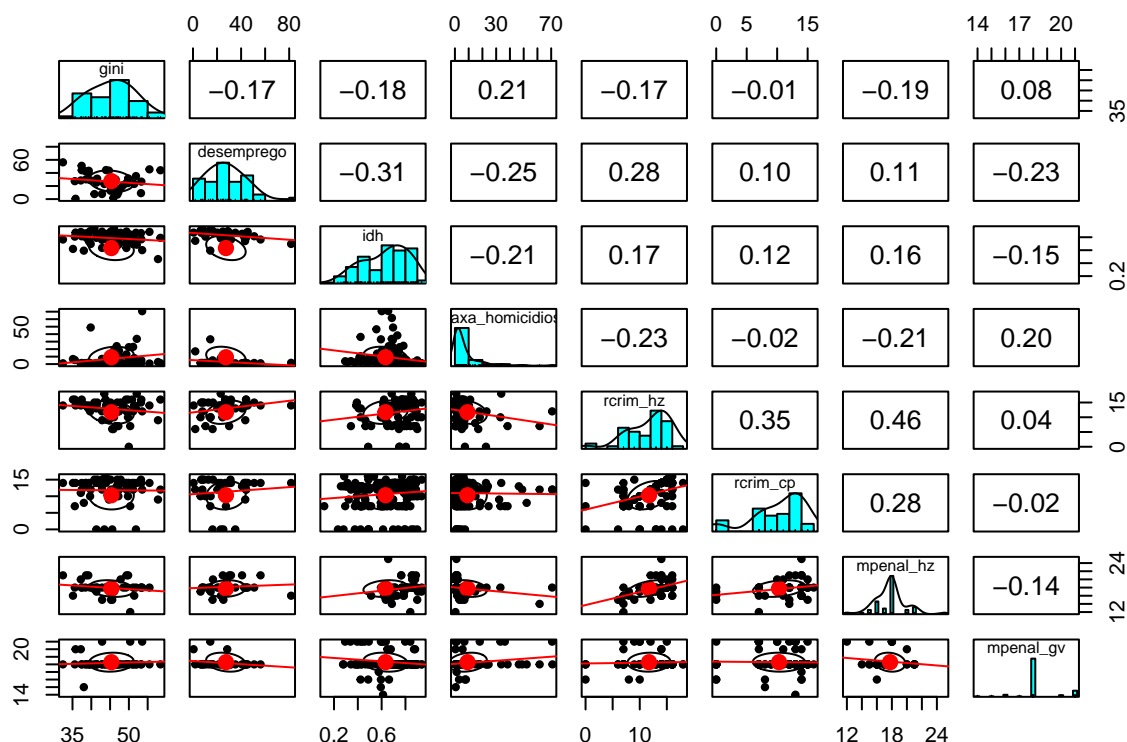 0 40 80 0 30 70 0 5 10 14 18 22
gini −0.17 −0.18 0.21 −0.17 −0.01 −0.19 0.08 35
0 60 desemprego −0.31 −0.25 0.28 0.10 0.11 −0.23
idh −0.21 0.17 0.12 0.16 −0.15 0.2
0 50 axa_homicidios −0.23 −0.02 −0.21 0.20
rcrim_hz 0.35 0.46 0.04 0 15
0 15 rcrim_cp 0.28 −0.02
mpenal_hz −0.14 12 24
14 20 mpenal_gv
35 50 0.2 0.6 0 10 12 18 24